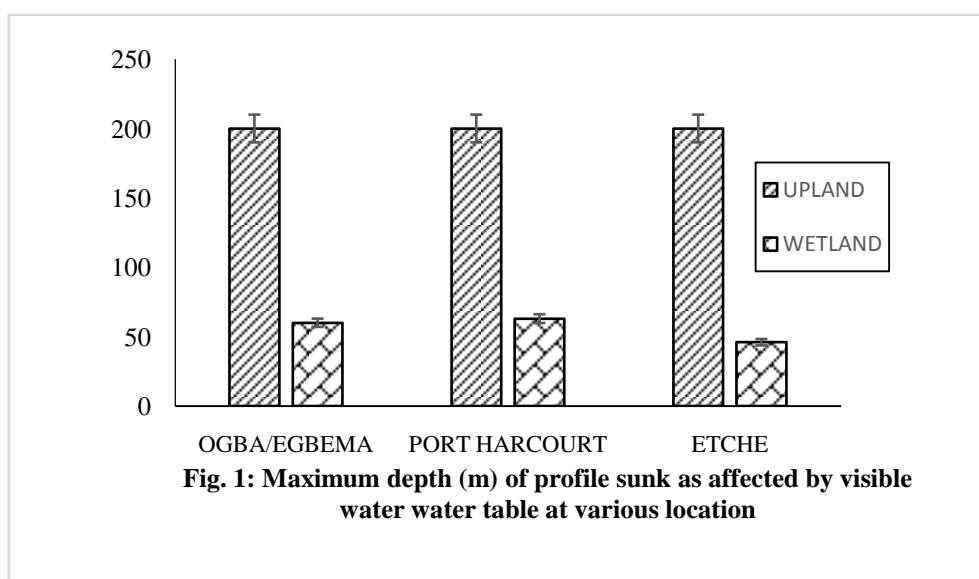 250
200
150
100
50
0
UPLAND
WETLAND
OGBA/EGBEMA PORT HARCOURT ETCHE
Fig. 1: Maximum depth (m) of profile sunk as affected by visible
water water table at various location